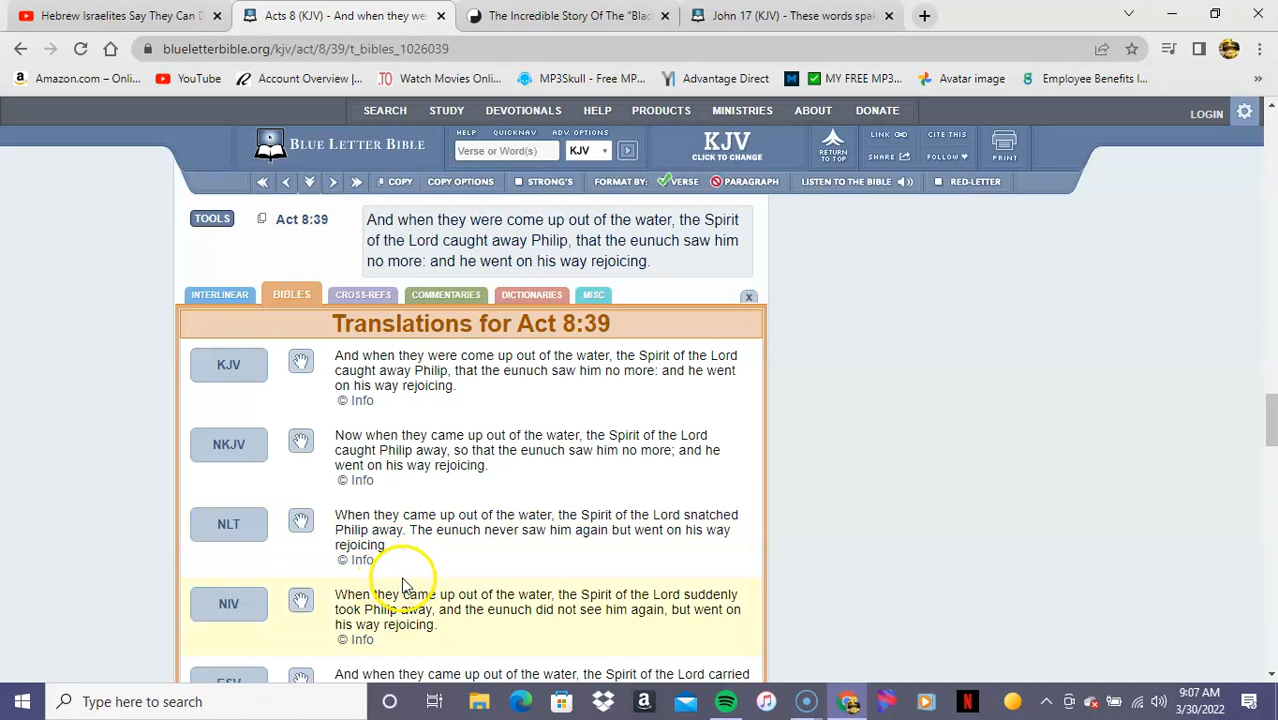 Hebrew Israelites Say They Can D
Acts 8 (KJV) - And when they we
The Incredible Story Of The "Blac
John 17 (KJV) - These words spak
blueletterbible.org/kjv/act/8/39/t_bibles_1026039
Amazon.com – Onli...
YouTube
Account Overview |...
Watch Movies Onlin...
MP3Skull - Free MP...
Advantage Direct
MY FREE MP3...
Avatar image
Employee Benefits I...
SEARCH STUDY DEVOTIONALS HELP PRODUCTS MINISTRIES ABOUT DONATE
LOGIN
BLUE LETTER BIBLE
HELP QUICKNAV ADV. OPTIONS
Verse or Word(s) KJV
KJV
CLICK TO CHANGE
RETURN TO TOP
LINK
CITE THIS
SHARE
FOLLOW
PRINT
COPY COPY OPTIONS STRONG'S FORMAT BY: VERSE PARAGRAPH LISTEN TO THE BIBLE RED-LETTER
TOOLS
Act 8:39
And when they were come up out of the water, the Spirit
of the Lord caught away Philip, that the eunuch saw him
no more: and he went on his way rejoicing.
INTERLINEAR BIBLES CROSS-REFS COMMENTARIES DICTIONARIES MISC
X
Translations for Act 8:39
KJV
And when they were come up out of the water, the Spirit of the Lord
caught away Philip, that the eunuch saw him no more: and he went
on his way rejoicing.
© Info
NKJV
Now when they came up out of the water, the Spirit of the Lord
caught Philip away, so that the eunuch saw him no more; and he
went on his way rejoicing.
© Info
NLT
When they came up out of the water, the Spirit of the Lord snatched
Philip away. The eunuch never saw him again but went on his way
rejoicing.
© Info
NIV
When they came up out of the water, the Spirit of the Lord suddenly
took Philip away, and the eunuch did not see him again, but went on
his way rejoicing.
© Info
ESV
And when they came up out of the water, the Spirit of the Lord carried
Type here to search
9:07 AM
3/30/2022